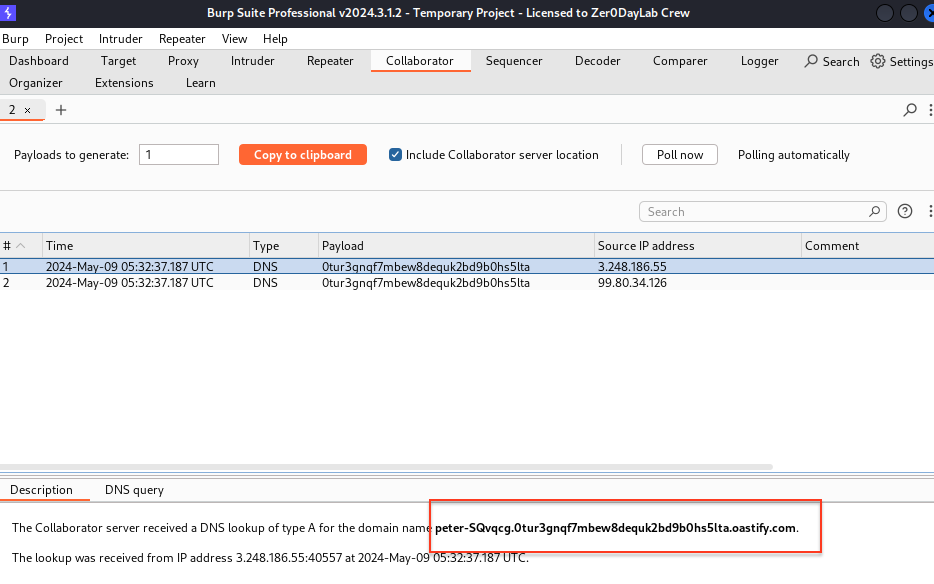 Burp Suite Professional v2024.3.1.2 - Temporary Project - Licensed to Zer0DayLab Crew
Burp Project Intruder Repeater View Help
Dashboard Target Proxy Intruder Repeater Collaborator Sequencer Decoder Comparer Logger Search Settings
Organizer Extensions Learn
2 × +
Payloads to generate: 1 Copy to clipboard Include Collaborator server location Poll now Polling automatically
Search ?
# Time Type Payload Source IP address Comment
1 2024-May-09 05:32:37.187 UTC DNS 0tur3gnqf7mbew8dequk2bd9b0hs5lta 3.248.186.55
2 2024-May-09 05:32:37.187 UTC DNS 0tur3gnqf7mbew8dequk2bd9b0hs5lta 99.80.34.126
Description DNS query
The Collaborator server received a DNS lookup of type A for the domain name peter-SQvqcg.0tur3gnqf7mbew8dequk2bd9b0hs5lta.oastify.com.
The lookup was received from IP address 3.248.186.55:40557 at 2024-May-09 05:32:37.187 UTC.